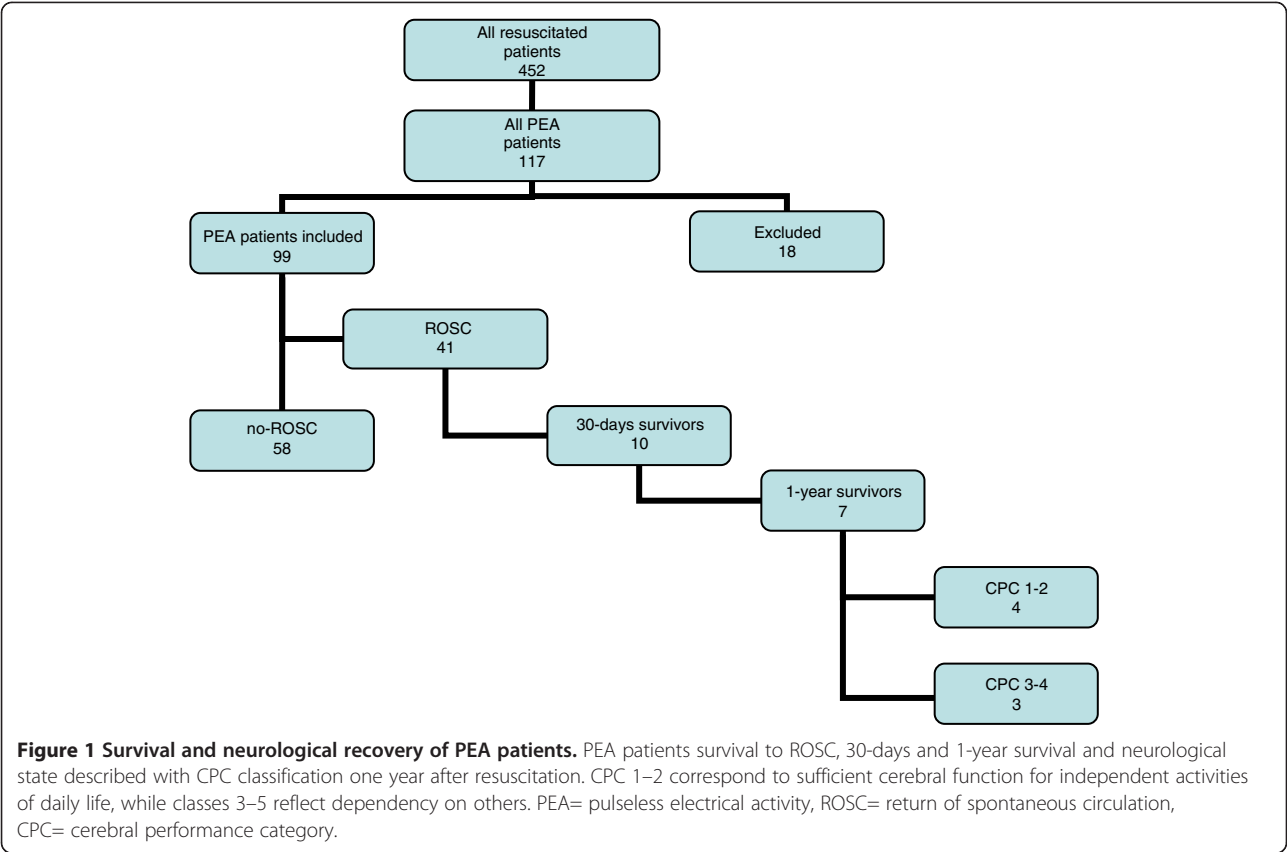 All resuscitated
patients
452
All PEA
patients
117
PEA patients included
99
Excluded
18
ROSC
41
no-ROSC
58
30-days survivors
10
1-year survivors
7
CPC 1-2
4
CPC 3-4
3
Figure 1 Survival and neurological recovery of PEA patients. PEA patients survival to ROSC, 30-days and 1-year survival and neurological
state described with CPC classification one year after resuscitation. CPC 1–2 correspond to sufficient cerebral function for independent activities
of daily life, while classes 3–5 reflect dependency on others. PEA= pulseless electrical activity, ROSC= return of spontaneous circulation,
CPC= cerebral performance category.